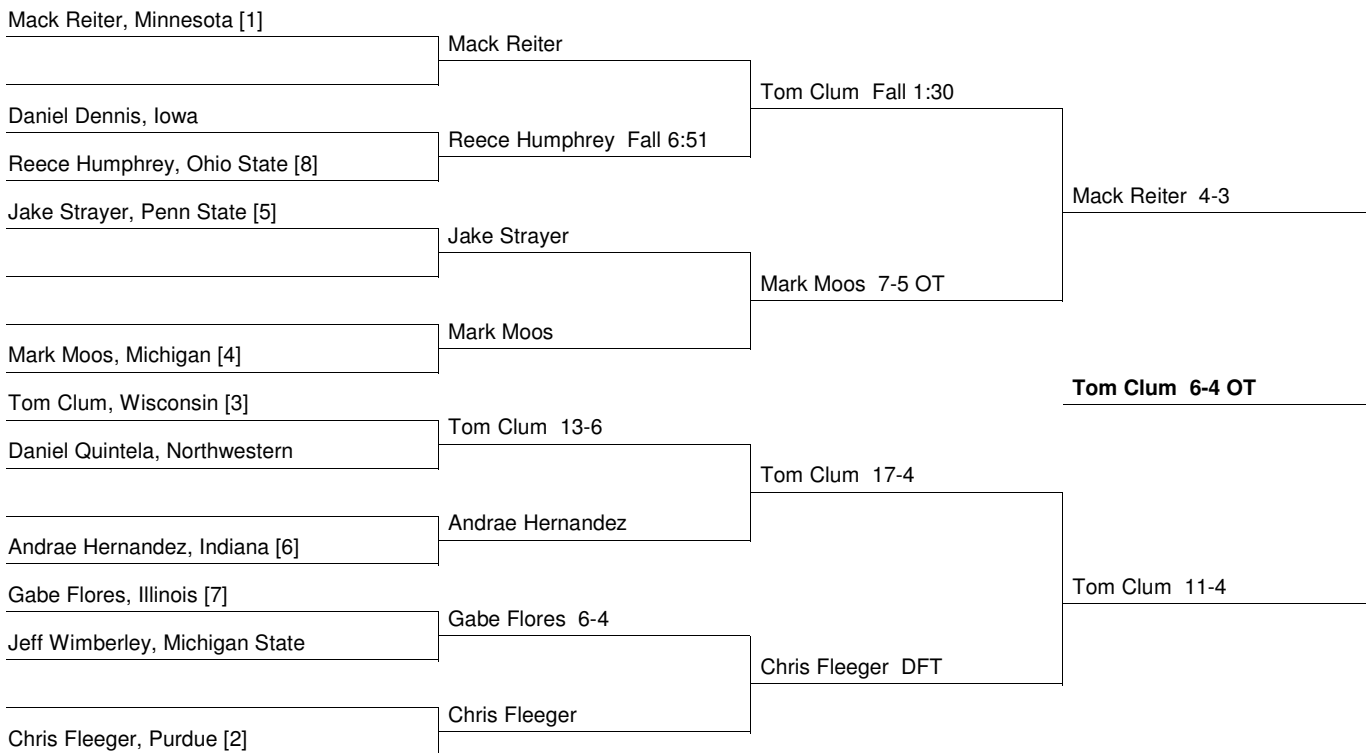 Mack Reiter, Minnesota [1]
Mack Reiter
Tom Clum Fall 1:30
Daniel Dennis, Iowa
Reece Humphrey Fall 6:51
Reece Humphrey, Ohio State [8]
Mack Reiter 4-3
Jake Strayer, Penn State [5]
Jake Strayer
Mark Moos 7-5 OT
Mark Moos
Mark Moos, Michigan [4]
Tom Clum 6-4 OT
Tom Clum, Wisconsin [3]
Tom Clum 13-6
Daniel Quintela, Northwestern
Tom Clum 17-4
Andrae Hernandez
Andrae Hernandez, Indiana [6]
Tom Clum 11-4
Gabe Flores, Illinois [7]
Gabe Flores 6-4
Jeff Wimberley, Michigan State
Chris Fleeger DFT
Chris Fleeger
Chris Fleeger, Purdue [2]